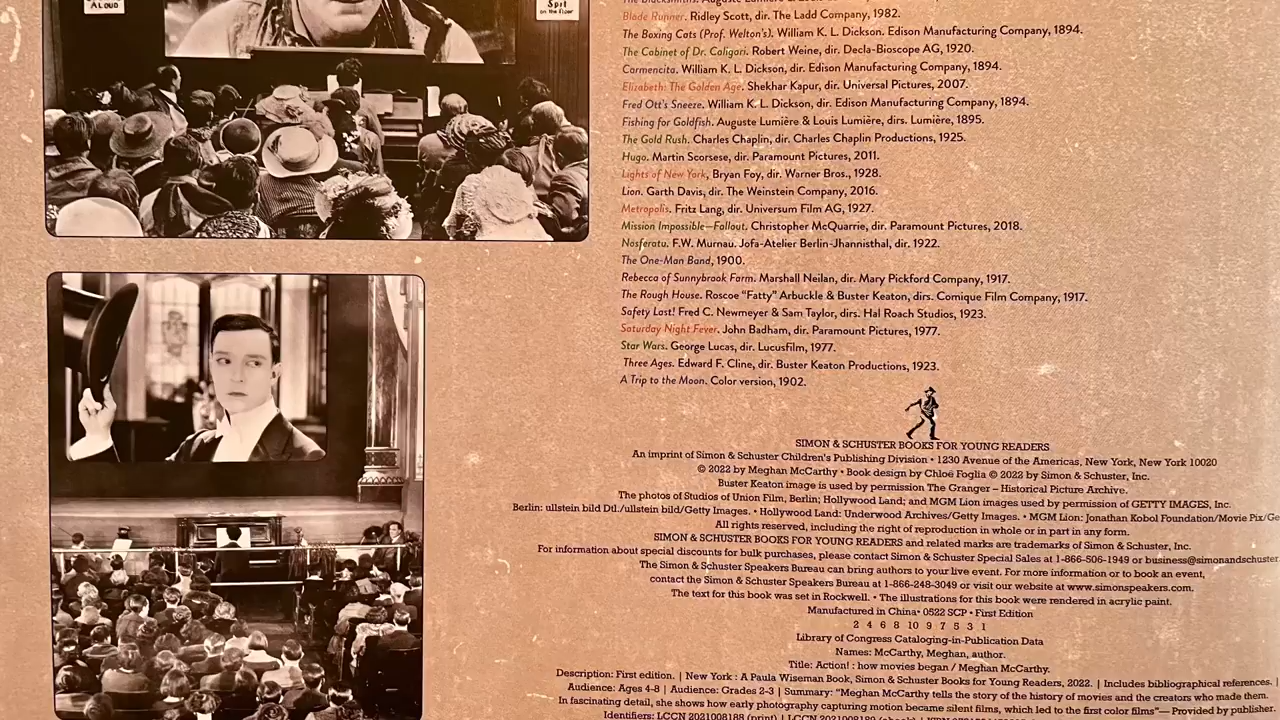 ALOUD
Spit
on the floor
Blade Runner. Ridley Scott, dir. The Ladd Company, 1982.
The Boxing Cats (Prof. Welton's). William K. L. Dickson. Edison Manufacturing Company, 1894.
The Cabinet of Dr. Caligari. Robert Weine, dir. Decla-Bioscope AG, 1920.
Carmencita. William K. L. Dickson, dir. Edison Manufacturing Company, 1894.
Elizabeth: The Golden Age. Shekhar Kapur, dir. Universal Pictures, 2007.
Fred Ott's Sneeze. William K. L. Dickson, dir. Edison Manufacturing Company, 1894.
Fishing for Goldfish. Auguste Lumière & Louis Lumière, dirs. Lumière, 1895.
The Gold Rush. Charles Chaplin, dir. Charles Chaplin Productions, 1925.
Hugo. Martin Scorsese, dir. Paramount Pictures, 2011.
Lights of New York, Bryan Foy, dir. Warner Bros., 1928.
Lion. Garth Davis, dir. The Weinstein Company, 2016.
Metropolis. Fritz Lang, dir. Universum Film AG, 1927.
Mission Impossible—Fallout. Christopher McQuarrie, dir. Paramount Pictures, 2018.
Nosferatu. F.W. Murnau. Jofa-Atelier Berlin-Jhannisthal, dir. 1922.
The One-Man Band, 1900.
Rebecca of Sunnybrook Farm. Marshall Neilan, dir. Mary Pickford Company, 1917.
The Rough House. Roscoe "Fatty" Arbuckle & Buster Keaton, dirs. Comique Film Company, 1917.
Safety Last! Fred C. Newmeyer & Sam Taylor, dirs. Hal Roach Studios, 1923.
Saturday Night Fever. John Badham, dir. Paramount Pictures, 1977.
Star Wars. George Lucas, dir. Lucusfilm, 1977.
Three Ages. Edward F. Cline, dir. Buster Keaton Productions, 1923.
A Trip to the Moon. Color version, 1902.
SIMON & SCHUSTER BOOKS FOR YOUNG READERS
An imprint of Simon & Schuster Children's Publishing Division • 1230 Avenue of the Americas, New York, New York 10020
© 2022 by Meghan McCarthy • Book design by Chloë Foglia © 2022 by Simon & Schuster, Inc.
Buster Keaton image is used by permission The Granger – Historical Picture Archive.
The photos of Studios of Union Film, Berlin; Hollywood Land; and MGM Lion images used by permission of GETTY IMAGES, Inc.
Berlin: ullstein bild Dtl./ullstein bild/Getty Images. • Hollywood Land: Underwood Archives/Getty Images. • MGM Lion: Jonathan Kobol Foundation/Movie Pix/Ge
All rights reserved, including the right of reproduction in whole or in part in any form.
SIMON & SCHUSTER BOOKS FOR YOUNG READERS and related marks are trademarks of Simon & Schuster, Inc.
For information about special discounts for bulk purchases, please contact Simon & Schuster Special Sales at 1-866-506-1949 or business@simonandschuster.
The Simon & Schuster Speakers Bureau can bring authors to your live event. For more information or to book an event,
contact the Simon & Schuster Speakers Bureau at 1-866-248-3049 or visit our website at www.simonspeakers.com.
The text for this book was set in Rockwell. • The illustrations for this book were rendered in acrylic paint.
Manufactured in China • 0522 SCP • First Edition
2 4 6 8 10 9 7 5 3 1
Library of Congress Cataloging-in-Publication Data
Names: McCarthy, Meghan, author.
Title: Action! : how movies began / Meghan McCarthy.
Description: First edition. | New York : A Paula Wiseman Book, Simon & Schuster Books for Young Readers, 2022. | Includes bibliographical references. |
Audience: Ages 4-8 | Audience: Grades 2-3 | Summary: "Meghan McCarthy tells the story of the history of movies and the creators who made them.
In fascinating detail, she shows how early photography capturing motion became silent films, which led to the first color films"— Provided by publisher.
Identifiers: LCCN 2021008188 (print) | LCCN